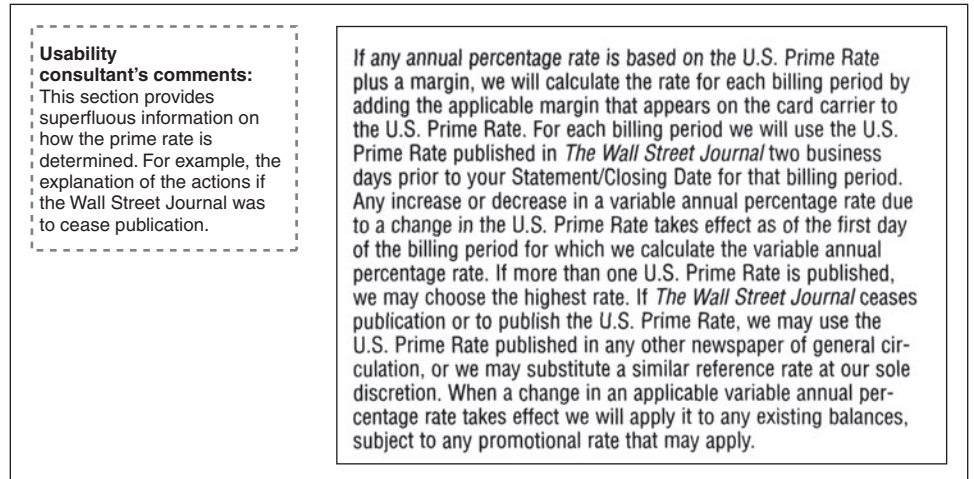 Usability
consultant's comments:
This section provides
superfluous information on
how the prime rate is
determined. For example, the
explanation of the actions if
the Wall Street Journal was
to cease publication.
If any annual percentage rate is based on the U.S. Prime Rate
plus a margin, we will calculate the rate for each billing period by
adding the applicable margin that appears on the card carrier to
the U.S. Prime Rate. For each billing period we will use the U.S.
Prime Rate published in The Wall Street Journal two business
days prior to your Statement/Closing Date for that billing period.
Any increase or decrease in a variable annual percentage rate due
to a change in the U.S. Prime Rate takes effect as of the first day
of the billing period for which we calculate the variable annual
percentage rate. If more than one U.S. Prime Rate is published,
we may choose the highest rate. If The Wall Street Journal ceases
publication or to publish the U.S. Prime Rate, we may use the
U.S. Prime Rate published in any other newspaper of general cir-
culation, or we may substitute a similar reference rate at our sole
discretion. When a change in an applicable variable annual per-
centage rate takes effect we will apply it to any existing balances,
subject to any promotional rate that may apply.